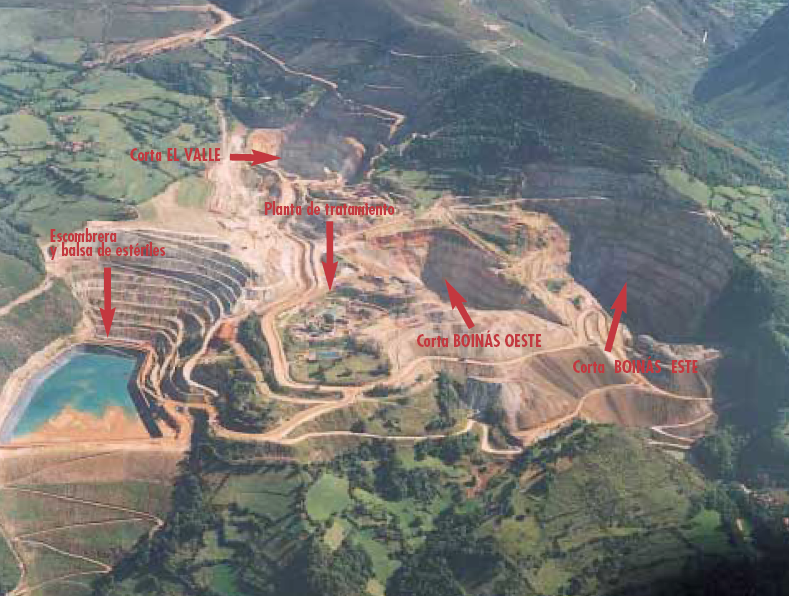 Corta EL VALLE
Planta de tratamiento
Escombrera
y balsa de estériles
Corta BOINÁS OESTE
Corta BOINÁS ESTE